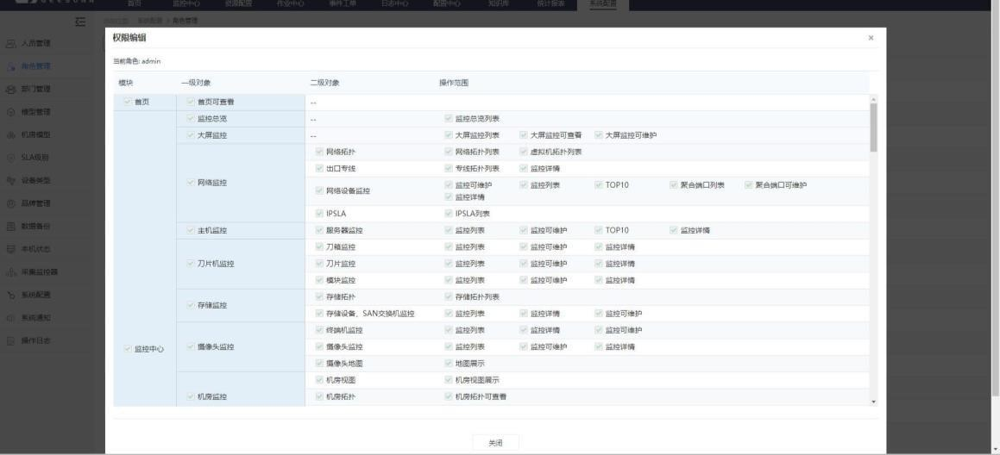 首页 监控中心 资源配置 作业中心 事件工单 日志中心 配置中心 知识库 统计报表 系统配置
系统配置 > 角色管理
人员管理
角色管理
部门管理
模型管理
机房模型
SLA级别
设备类型
品牌管理
数据备份
本机状态
采集监控器
系统配置
系统通知
操作日志
权限编辑 ×
当前角色: admin
模块 一级对象 二级对象 操作范围
首页 首页可查看 --
监控总览 -- 监控总览列表
大屏监控 -- 大屏监控列表 大屏监控可查看 大屏监控可维护
网络拓扑 网络拓扑列表 虚拟机拓扑列表
出口专线 专线拓扑列表 监控详情
网络监控
网络设备监控 监控可维护 监控列表 TOP10 聚合端口列表 聚合端口可维护
监控详情
IPSLA IPSLA列表
主机监控 服务器监控 监控列表 监控可维护 TOP10 监控详情
刀箱监控 监控列表 监控可维护 监控详情
刀片机监控 刀片监控 监控列表 监控可维护 监控详情
模块监控 监控列表 监控可维护 监控详情
存储监控
存储拓扑 存储拓扑列表
存储设备、SAN交换机监控 监控列表 监控详情 监控可维护
终端机监控 监控列表 监控详情 监控可维护
监控中心 摄像头监控 摄像头监控 监控列表 监控可维护 监控详情
摄像头地图 地图展示
机房视图 机房视图展示
机房监控 机房拓扑 机房拓扑可查看
关闭